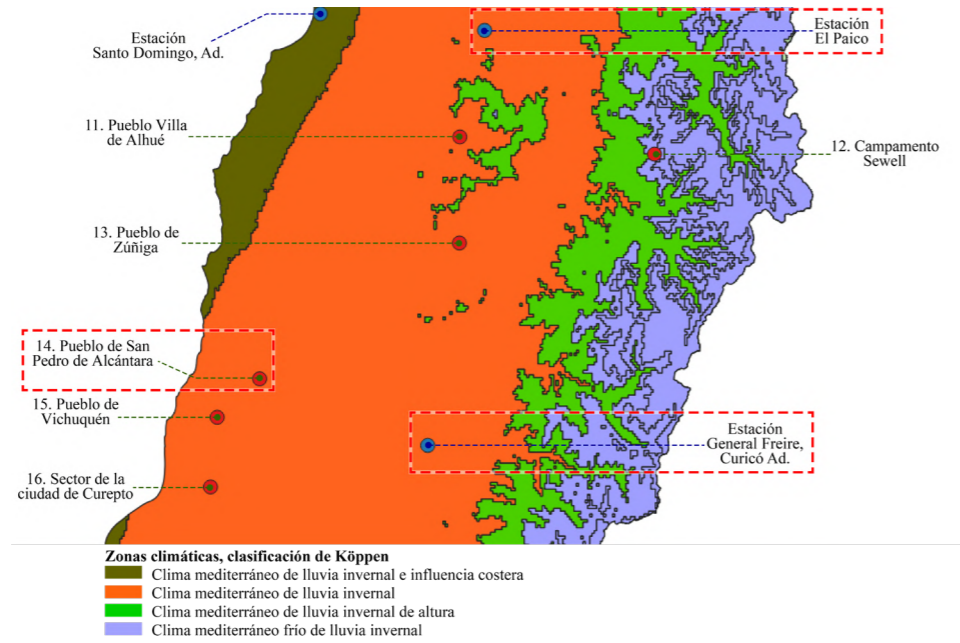 Estación
Santo Domingo, Ad.
Estación
El Paico
11. Pueblo Villa
de Alhué
12. Campamento
Sewell
13. Pueblo de
Zúñiga
14. Pueblo de San
Pedro de Alcántara
15. Pueblo de
Vichuquén
Estación
General Freire,
Curicó Ad.
16. Sector de la
ciudad de Curepto
Zonas climáticas, clasificación de Köppen
Clima mediterráneo de lluvia invernal e influencia costera
Clima mediterráneo de lluvia invernal
Clima mediterráneo de lluvia invernal de altura
Clima mediterráneo frío de lluvia invernal